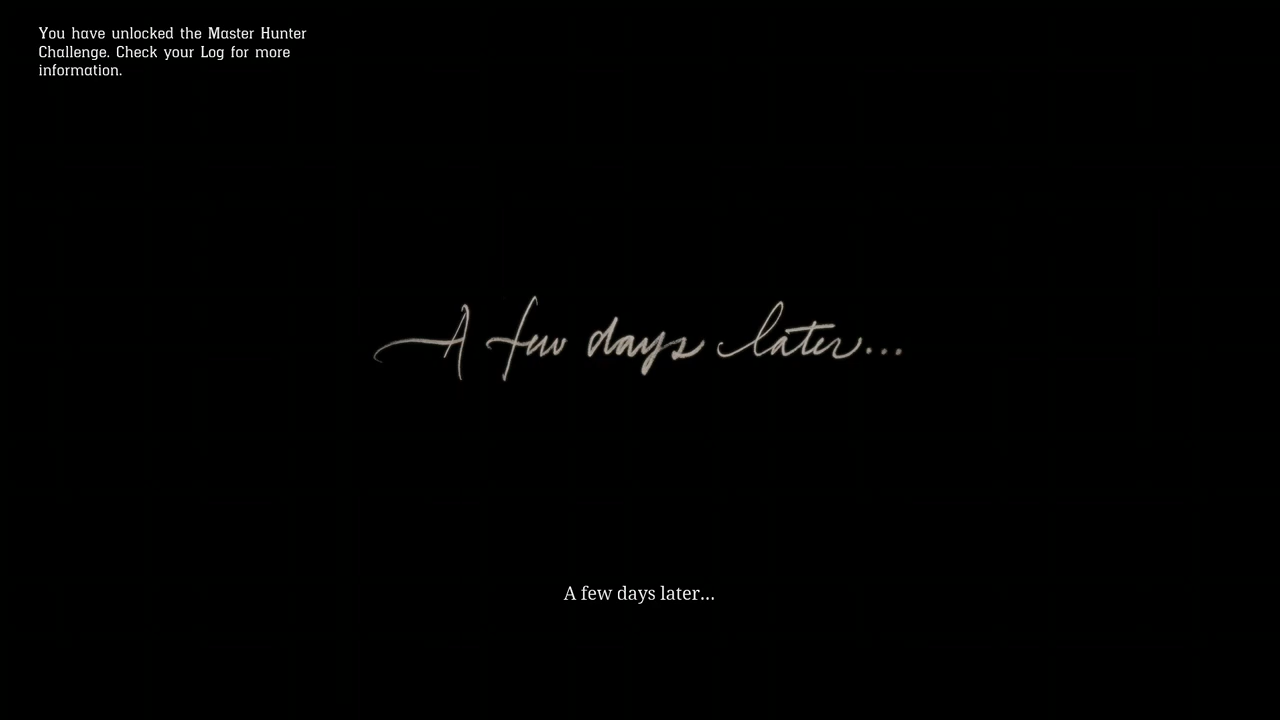 You have unlocked the Master Hunter
Challenge. Check your Log for more
information.
A few days later...
A few days later...